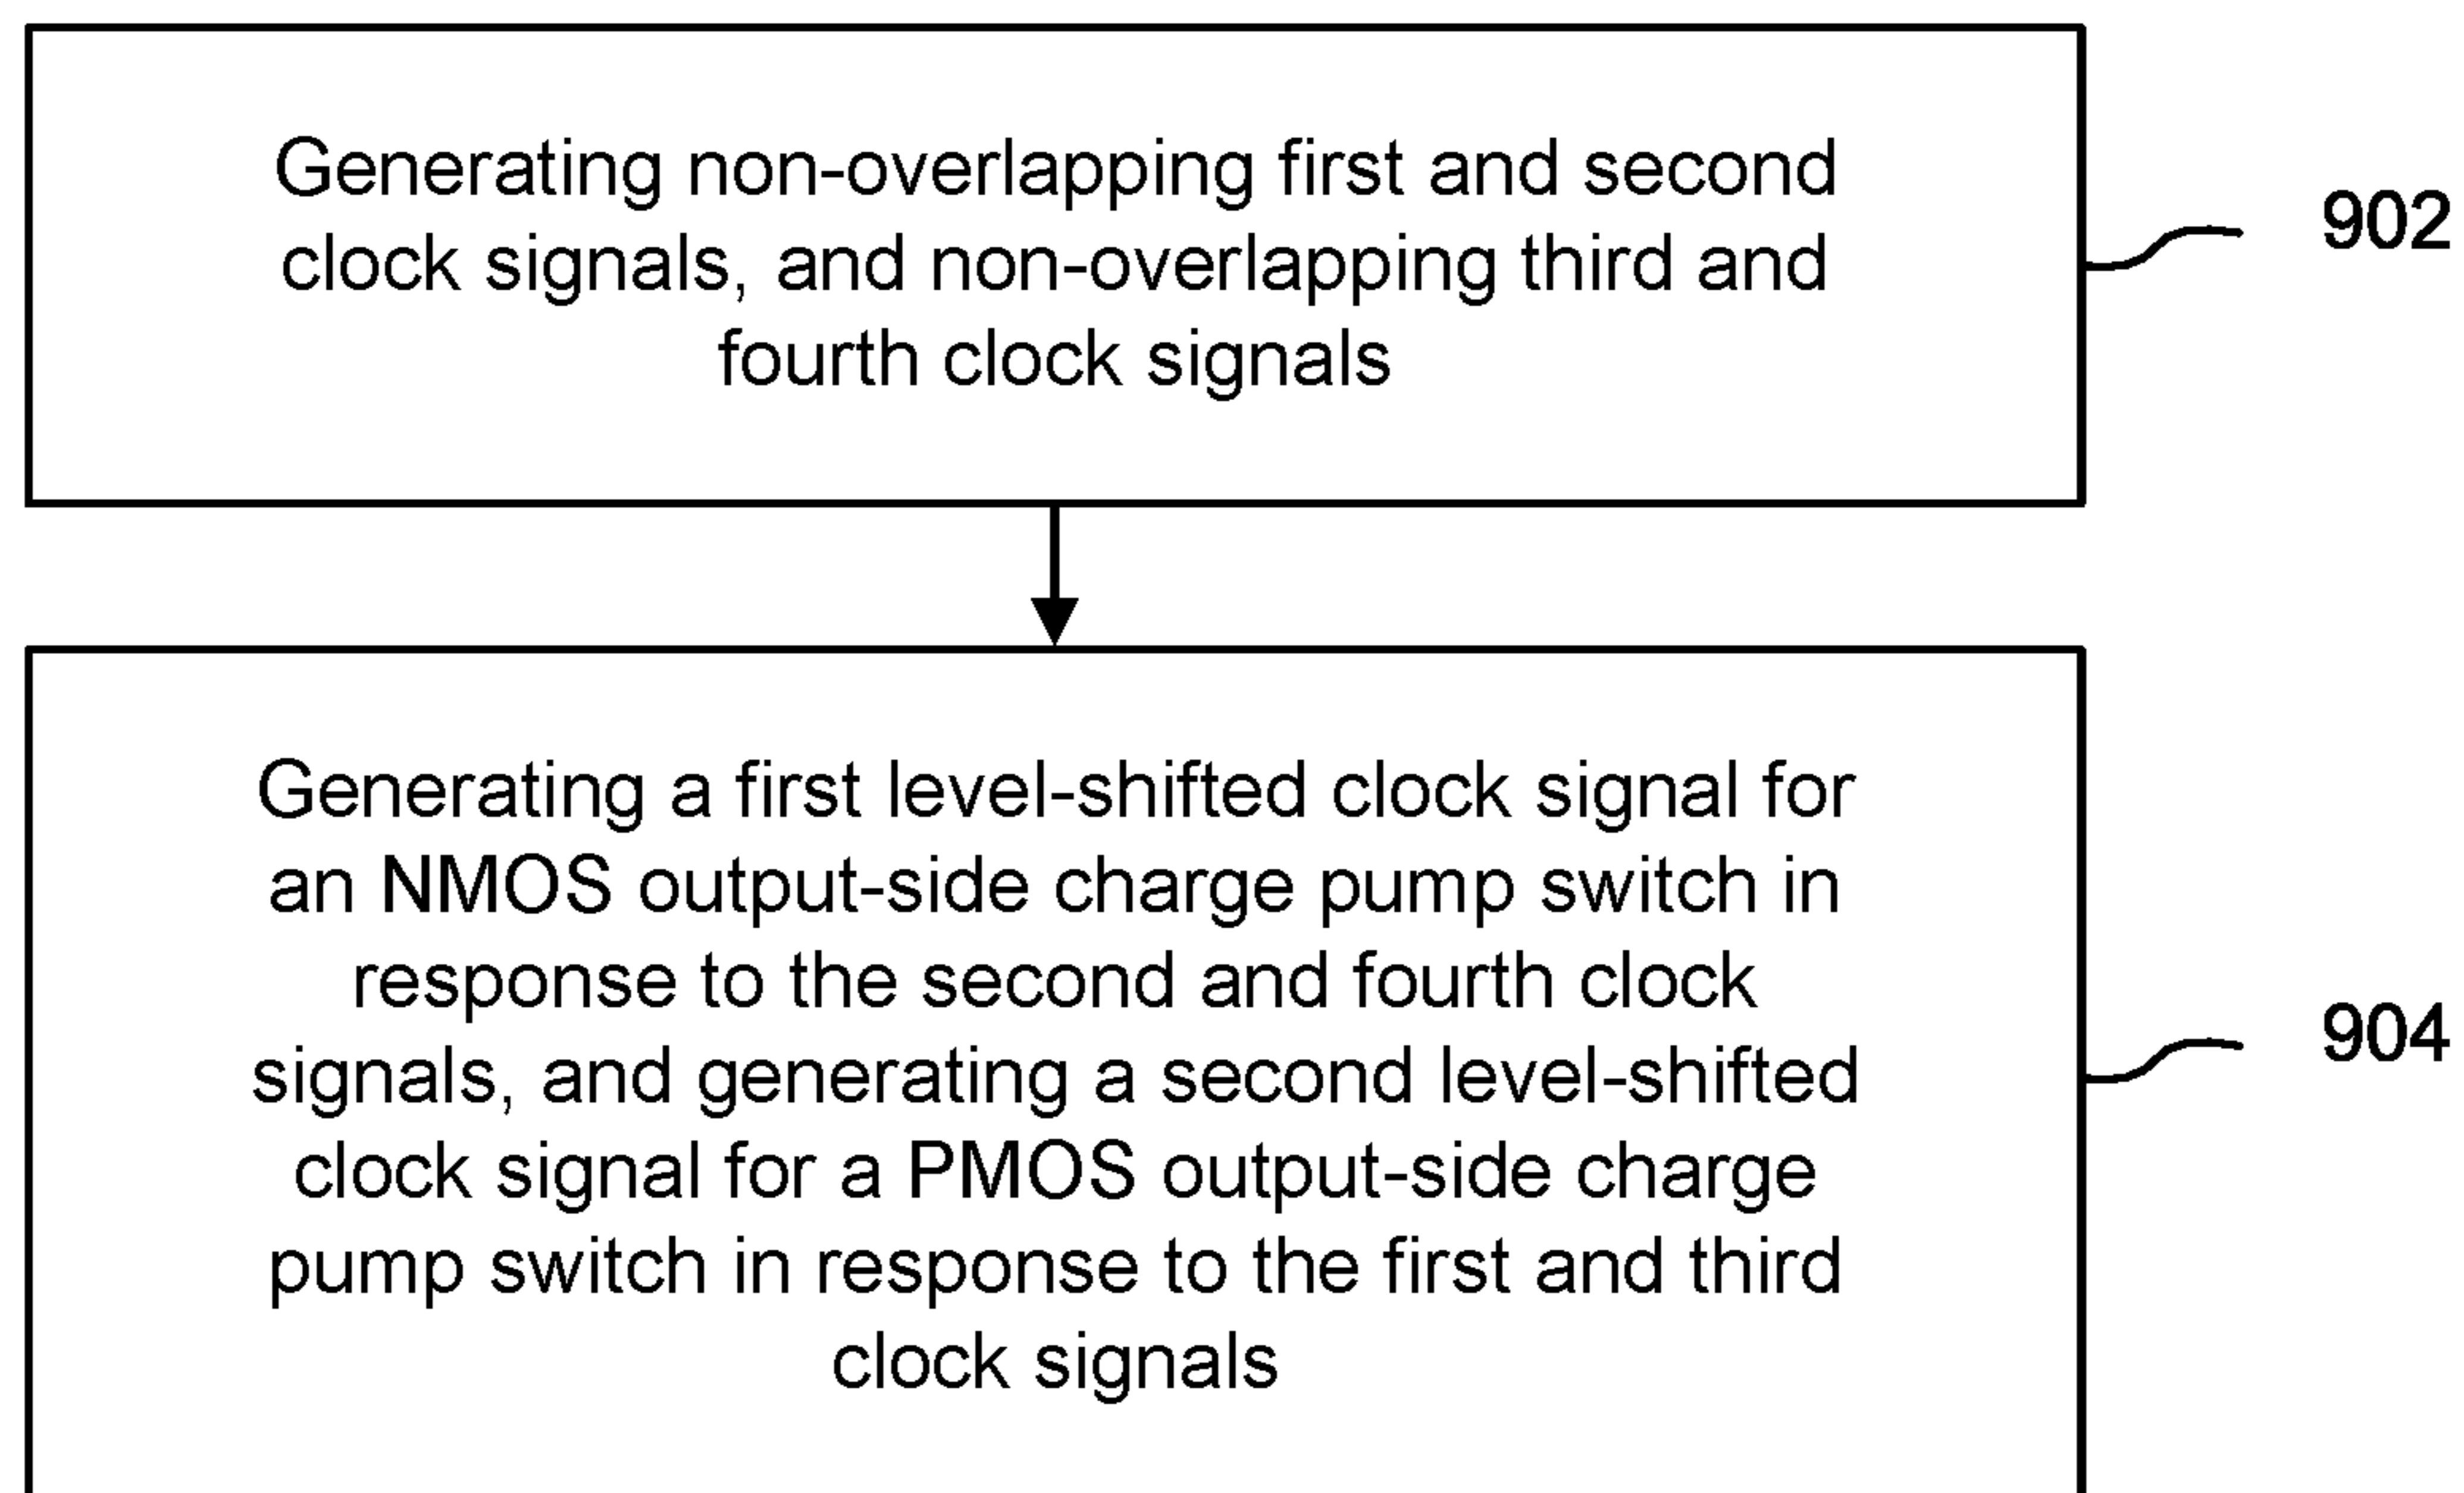 Generating non-overlapping first and second
clock signals, and non-overlapping third and
fourth clock signals
902
Generating a first level-shifted clock signal for
an NMOS output-side charge pump switch in
response to the second and fourth clock
signals, and generating a second level-shifted
clock signal for a PMOS output-side charge
pump switch in response to the first and third
clock signals
904